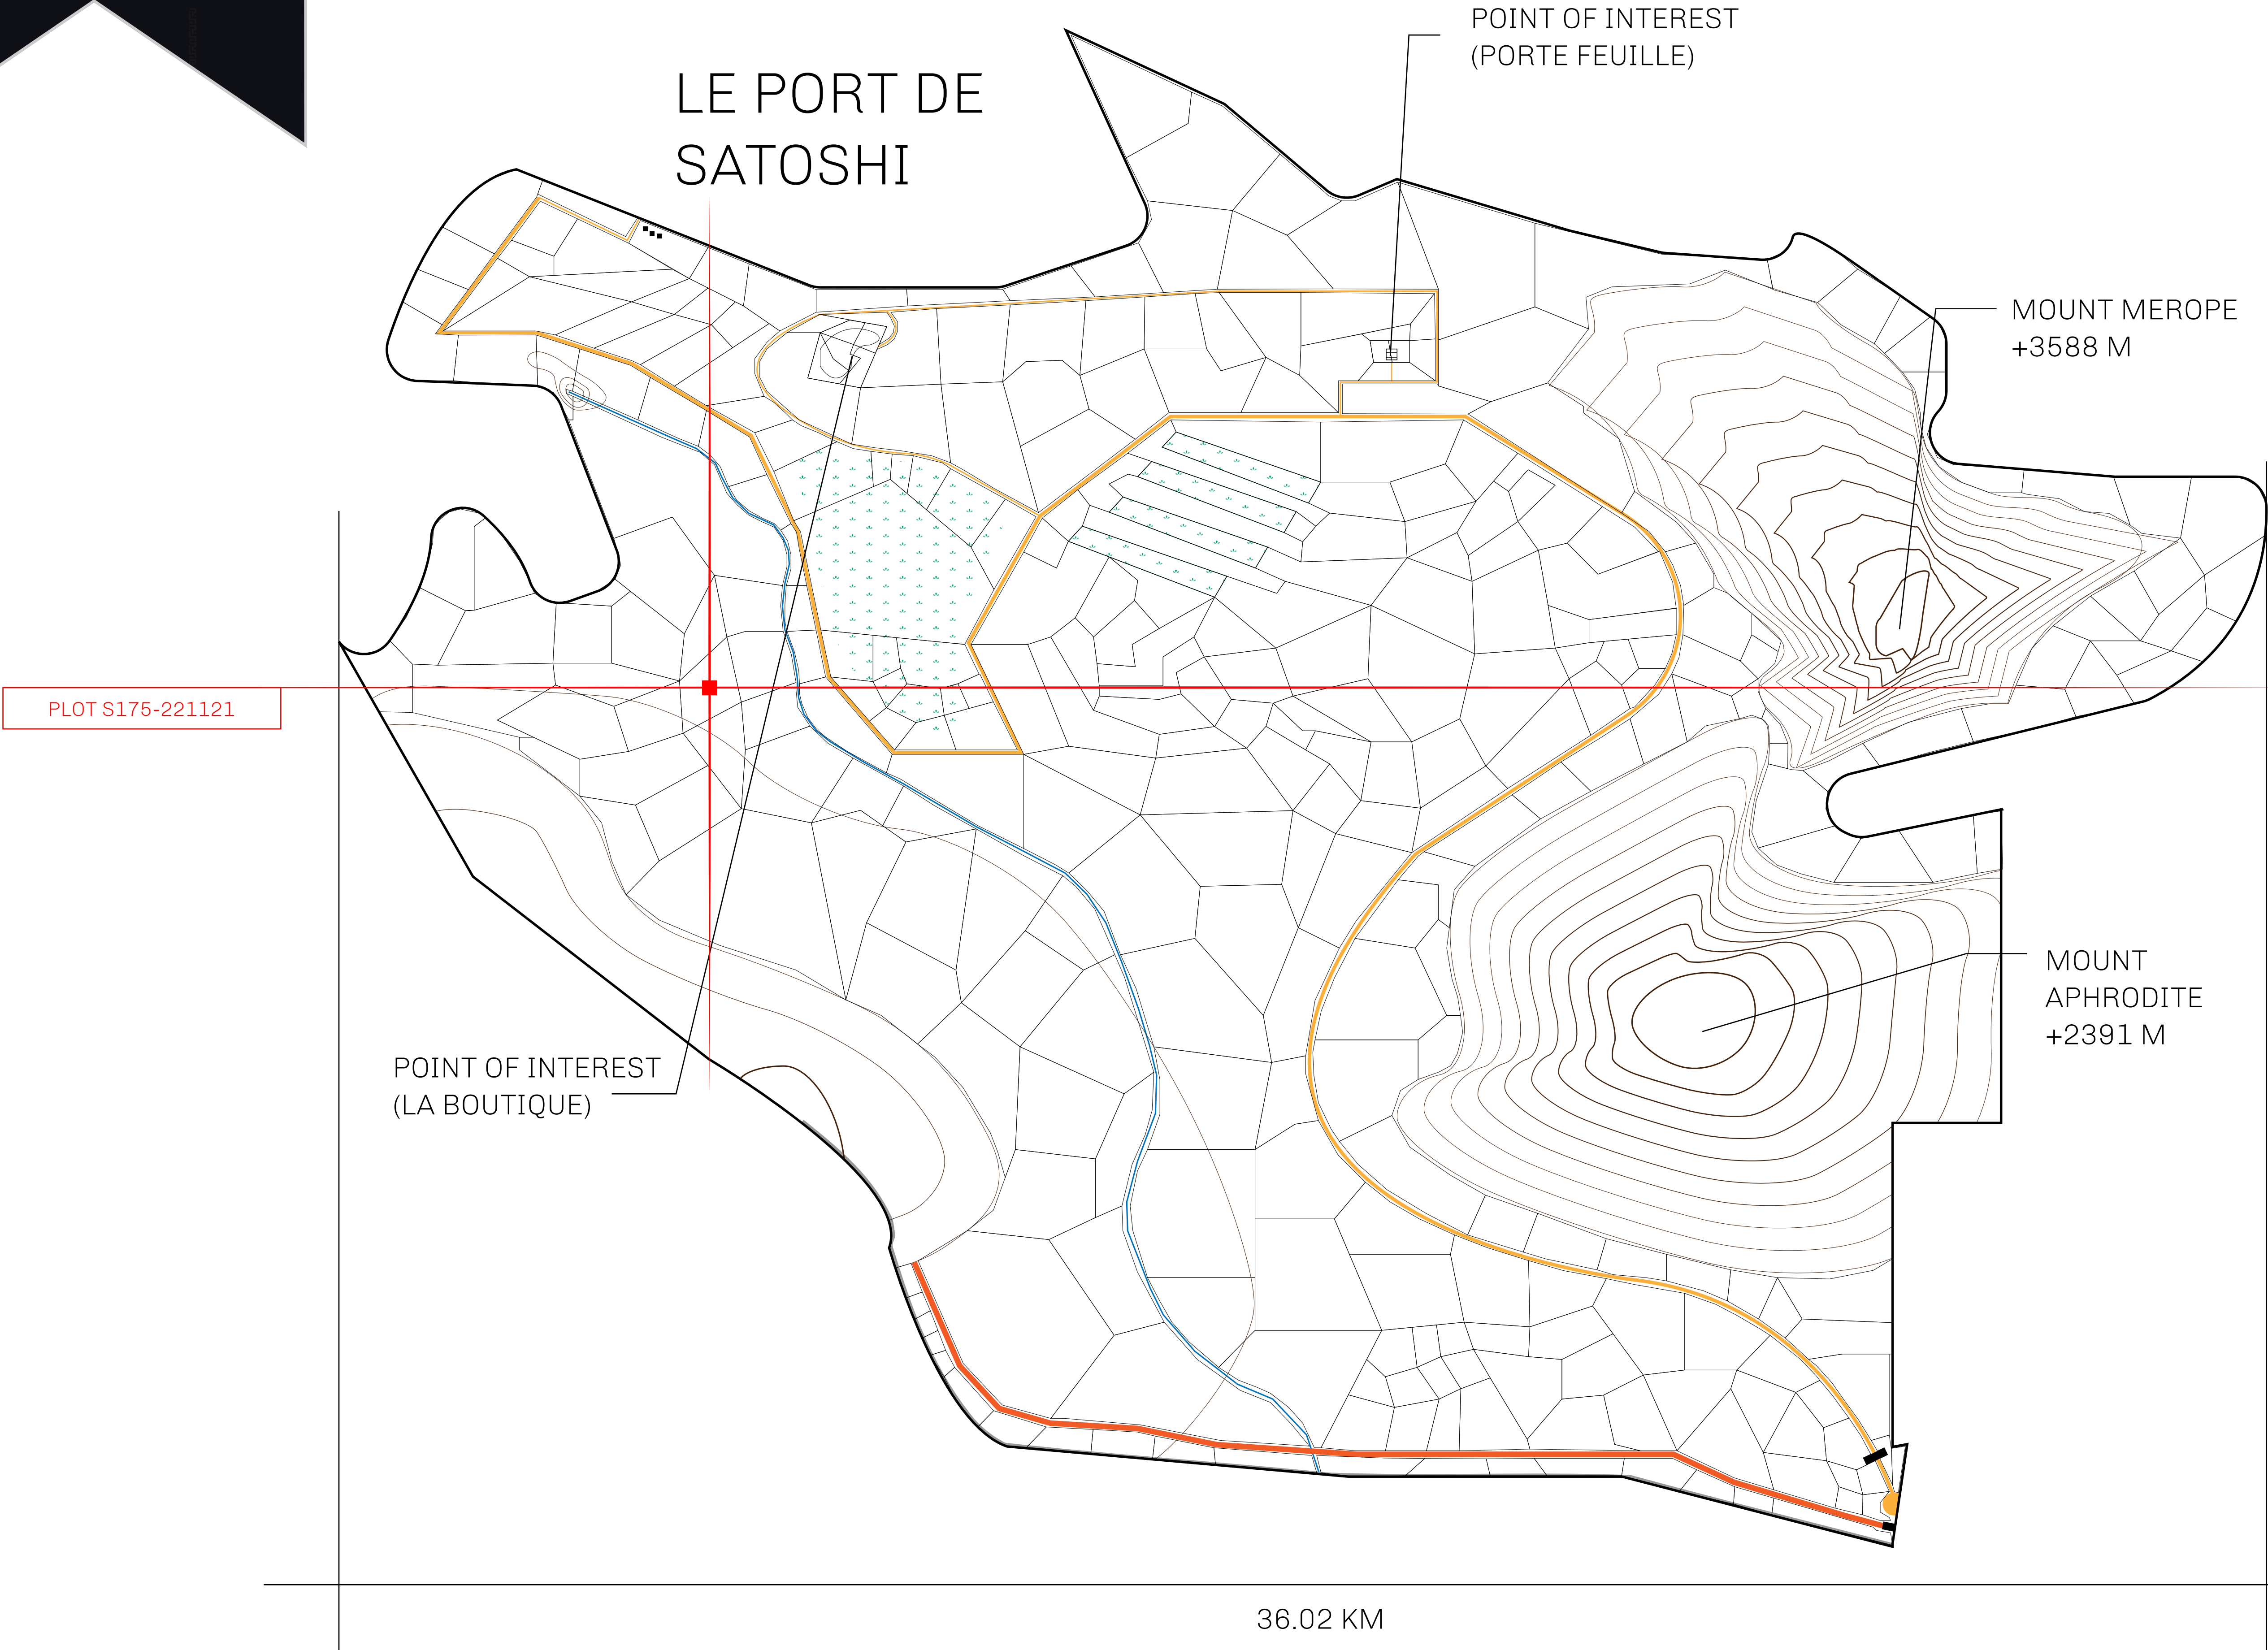 POINT OF INTEREST
(PORTE FEUILLE)
LE PORT DE
SATOSHI
MOUNT MEROPE
+3588 M
PLOT S175-221121
MOUNT
APHRODITE
+2391 M
POINT OF INTEREST
(LA BOUTIQUE)
36.02 KM